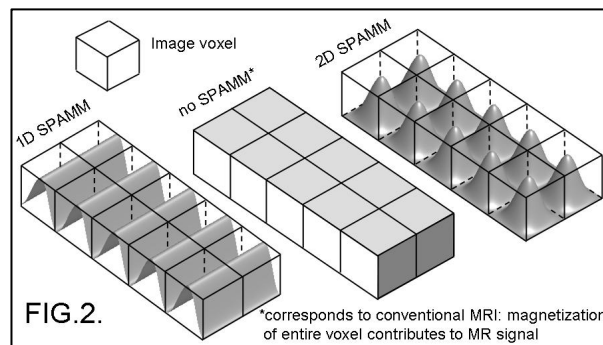 Image voxel
1D SPAMM
no SPAMM*
2D SPAMM
FIG.2.
*corresponds to conventional MRI: magnetization
of entire voxel contributes to MR signal